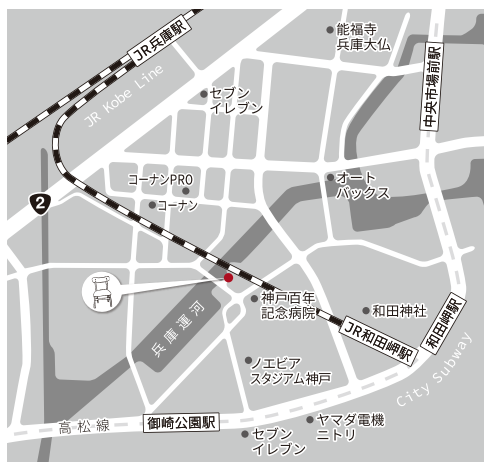 JR兵庫駅
能福寺
兵庫大仏
中央市場前駅
JR Kobe Line
セブン
イレブン
コーナンPRO
コーナン
オート
バックス
2
神戸百年
記念病院
和田神社
和田岬駅
JR和田岬駅
兵庫運河
ノエビア
スタジアム神戸
City Subway
高松線
御崎公園駅
ヤマダ電機
ニトリ
セブン
イレブン